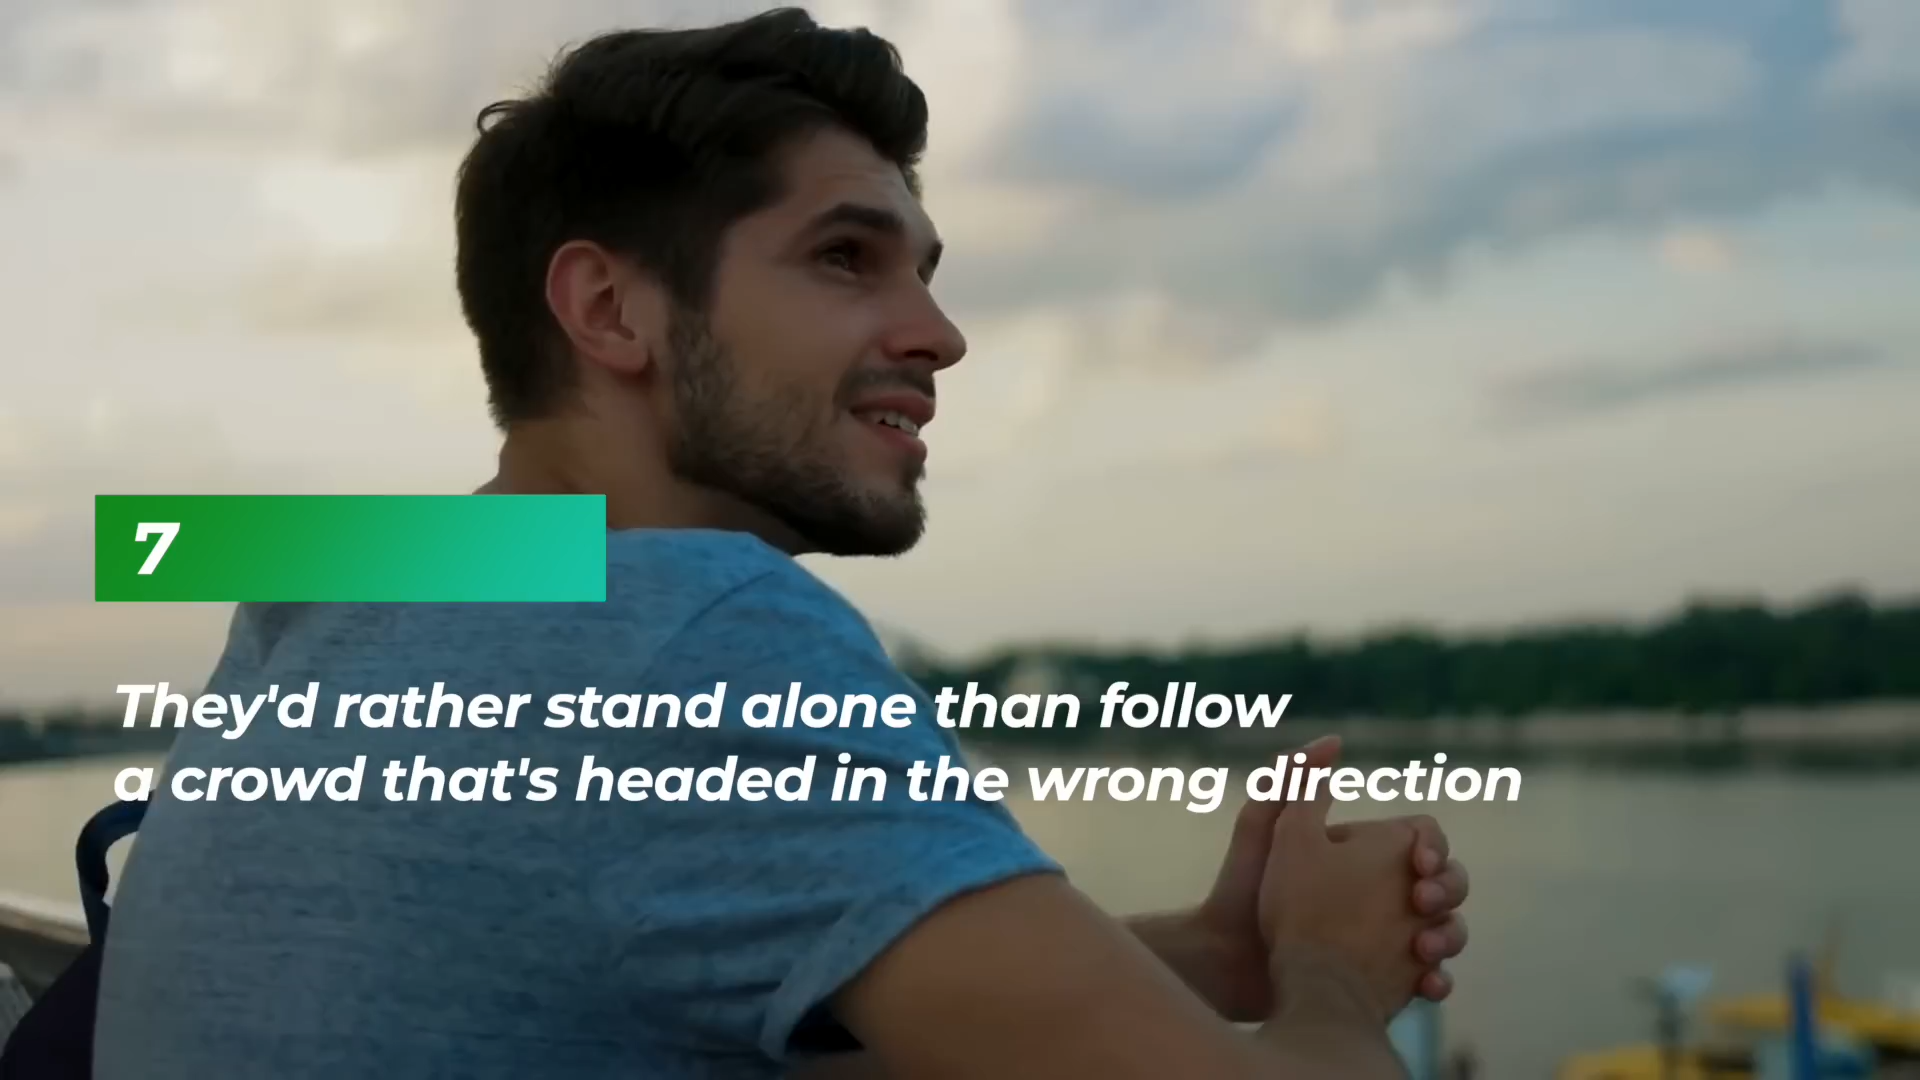 7
They'd rather stand alone than follow
a crowd that's headed in the wrong direction